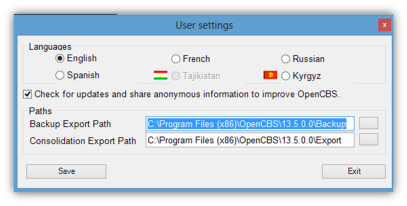 User settings
x
Languages
English French Russian
Spanish Tajikistan Kyrgyz
Check for updates and share anonymous information to improve OpenCBS.
Paths
Backup Export Path C:\Program Files (x86)\OpenCBS\13.5.0.0\Backup
Consolidation Export Path C:\Program Files (x86)\OpenCBS\13.5.0.0\Export
Save Exit